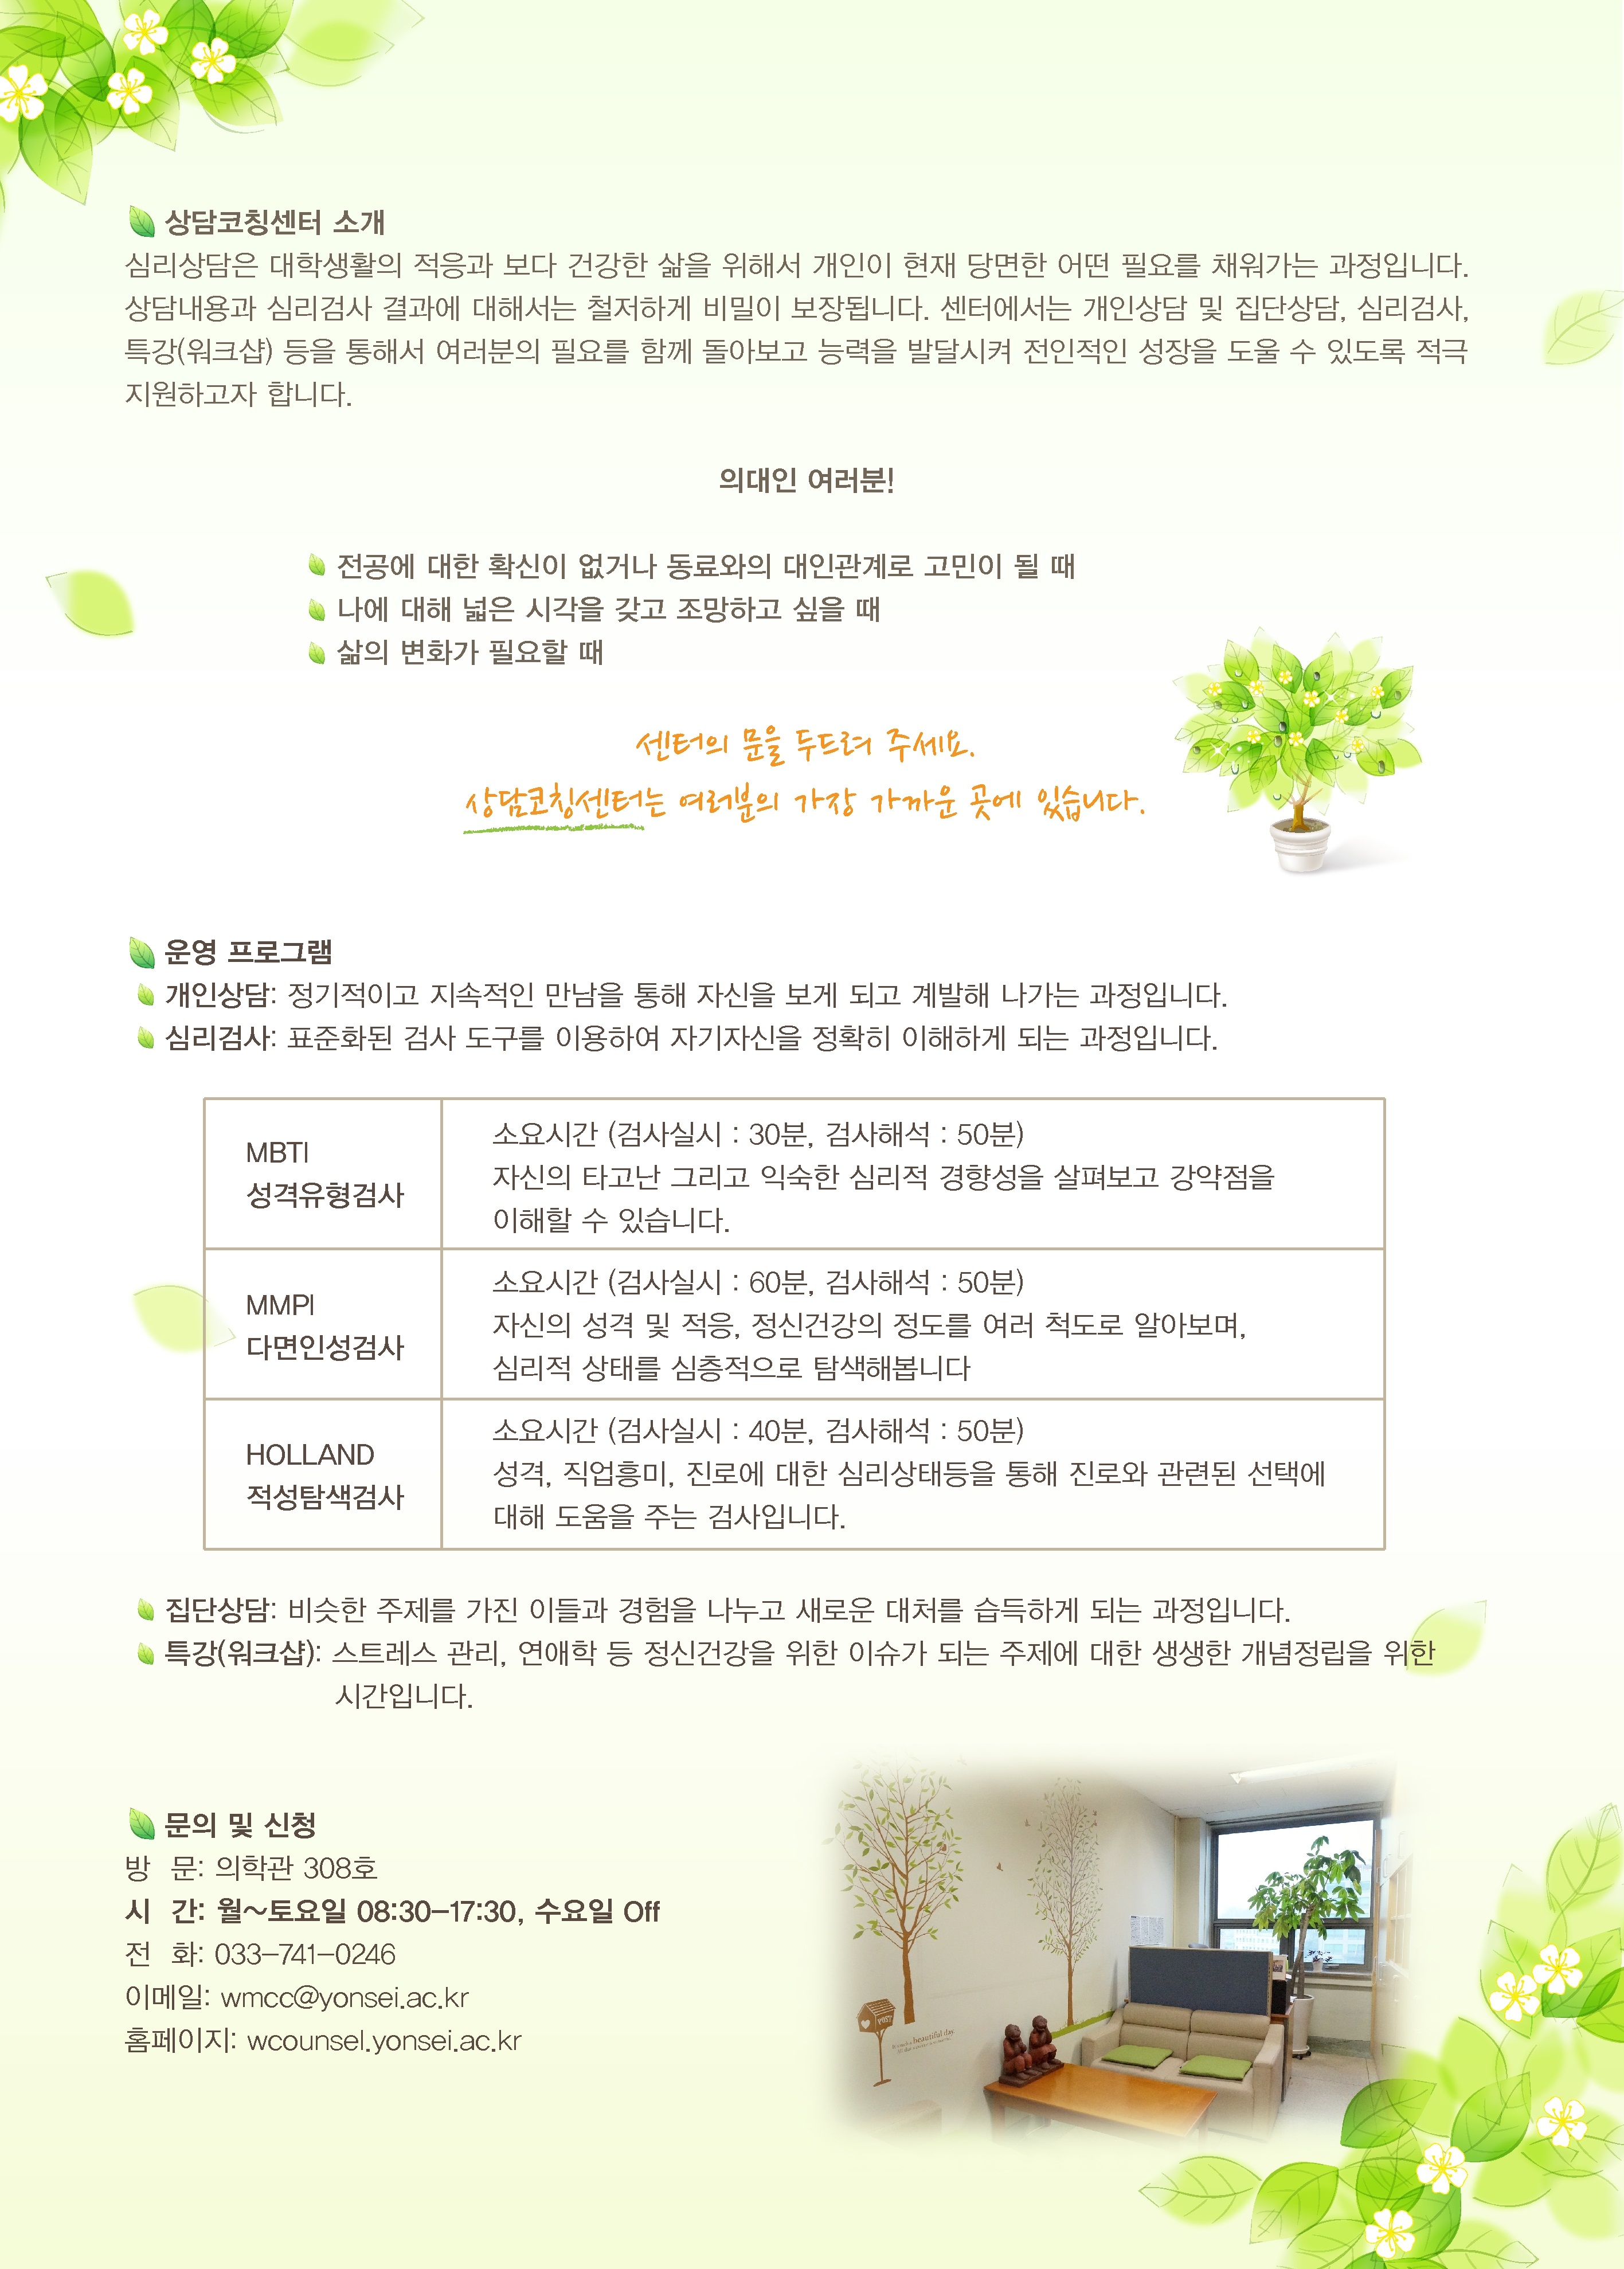 상담코칭센터 소개
심리상담은 대학생활의 적응과 보다 건강한 삶을 위해서 개인이 현재 당면한 어떤 필요를 채워가는 과정입니다.
상담내용과 심리검사 결과에 대해서는 철저하게 비밀이 보장됩니다. 센터에서는 개인상담 및 집단상담, 심리검사,
특강(워크샵) 등을 통해서 여러분의 필요를 함께 돌아보고 능력을 발달시켜 전인적인 성장을 도울 수 있도록 적극
지원하고자 합니다.
의대인 여러분!
전공에 대한 확신이 없거나 동료와의 대인관계로 고민이 될 때
나에 대해 넓은 시각을 갖고 조망하고 싶을 때
삶의 변화가 필요할 때
센터의 문을 두드려 주세요.
상담코칭센터는 여러분의 가장 가까운 곳에 있습니다.
운영 프로그램
개인상담: 정기적이고 지속적인 만남을 통해 자신을 보게 되고 계발해 나가는 과정입니다.
심리검사: 표준화된 검사 도구를 이용하여 자기자신을 정확히 이해하게 되는 과정입니다.
MBTI
성격유형검사
소요시간 (검사실시 : 30분, 검사해석 : 50분)
자신의 타고난 그리고 익숙한 심리적 경향성을 살펴보고 강약점을
이해할 수 있습니다.
MMPI
다면인성검사
소요시간 (검사실시 : 60분, 검사해석 : 50분)
자신의 성격 및 적응, 정신건강의 정도를 여러 척도로 알아보며,
심리적 상태를 심층적으로 탐색해봅니다
HOLLAND
적성탐색검사
소요시간 (검사실시 : 40분, 검사해석 : 50분)
성격, 직업흥미, 진로에 대한 심리상태등을 통해 진로와 관련된 선택에
대해 도움을 주는 검사입니다.
집단상담: 비슷한 주제를 가진 이들과 경험을 나누고 새로운 대처를 습득하게 되는 과정입니다.
특강(워크샵): 스트레스 관리, 연애학 등 정신건강을 위한 이슈가 되는 주제에 대한 생생한 개념정립을 위한
시간입니다.
문의 및 신청
방 문: 의학관 308호
시 간: 월~토요일 08:30-17:30, 수요일 Off
전 화: 033-741-0246
이메일: wmcc@yonsei.ac.kr
홈페이지: wcounsel.yonsei.ac.kr
POST
beautiful day